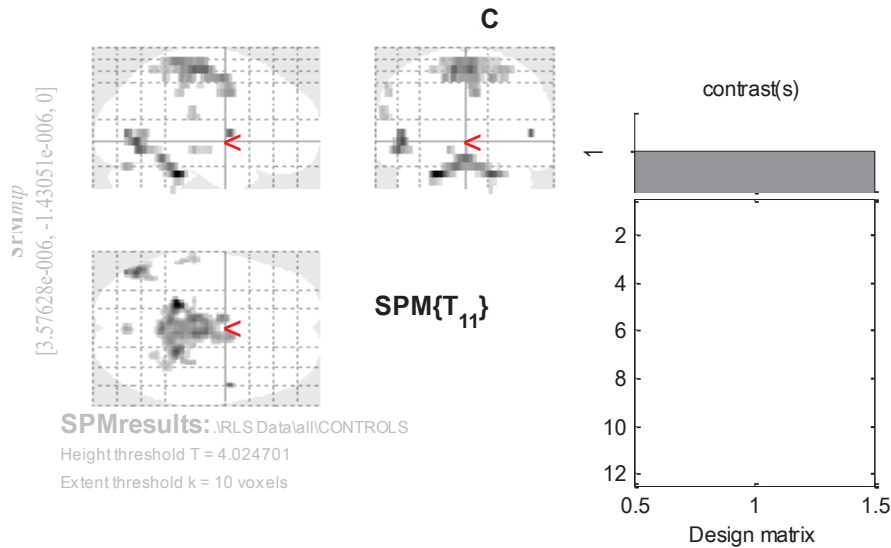 C
SPMmip
[3.57628e-006, -1.43051e-006, 0]
<
<
<
SPM{T_11}
SPMresults: .\RLS Data\all\CONTROLS
Height threshold T = 4.024701
Extent threshold k = 10 voxels
contrast(s)
1
2
4
6
8
10
12
0.5 1 1.5
Design matrix